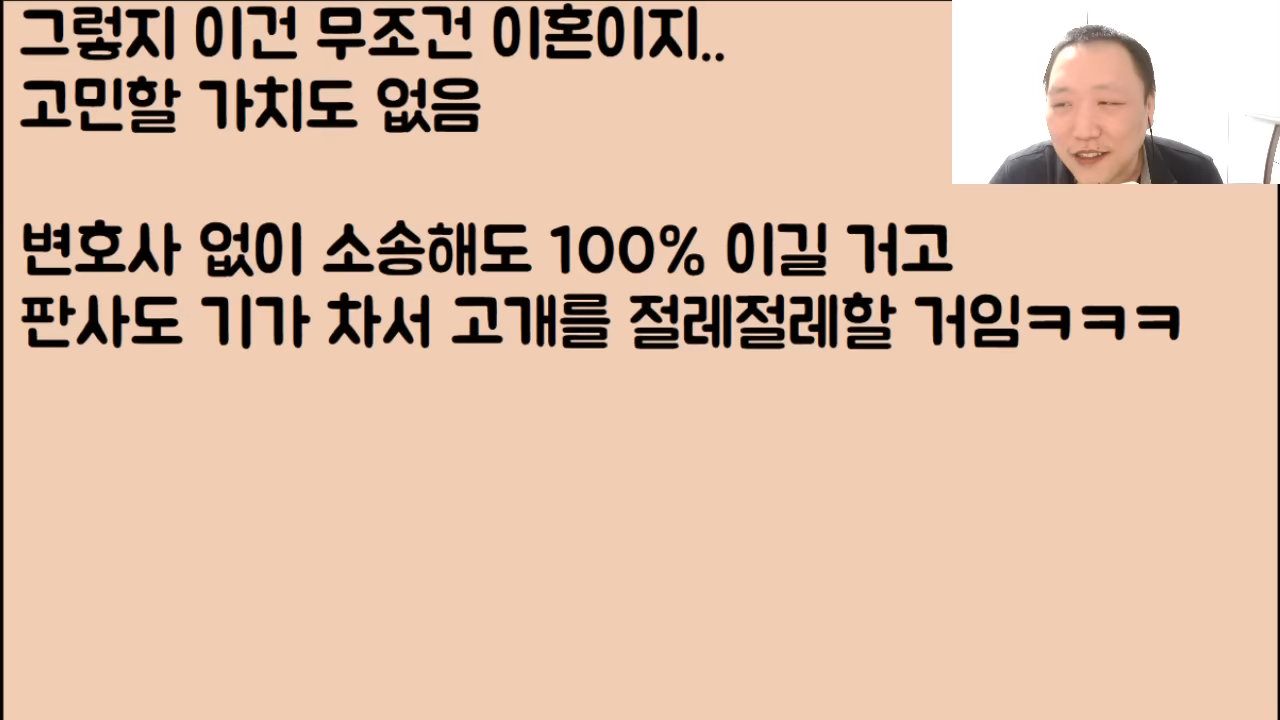 그렇지 이건 무조건 이혼이지..
고민할 가치도 없음
변호사 없이 소송해도 100% 이길 거고
판사도 기가 차서 고개를 절레절레할 거임ㅋㅋㅋ